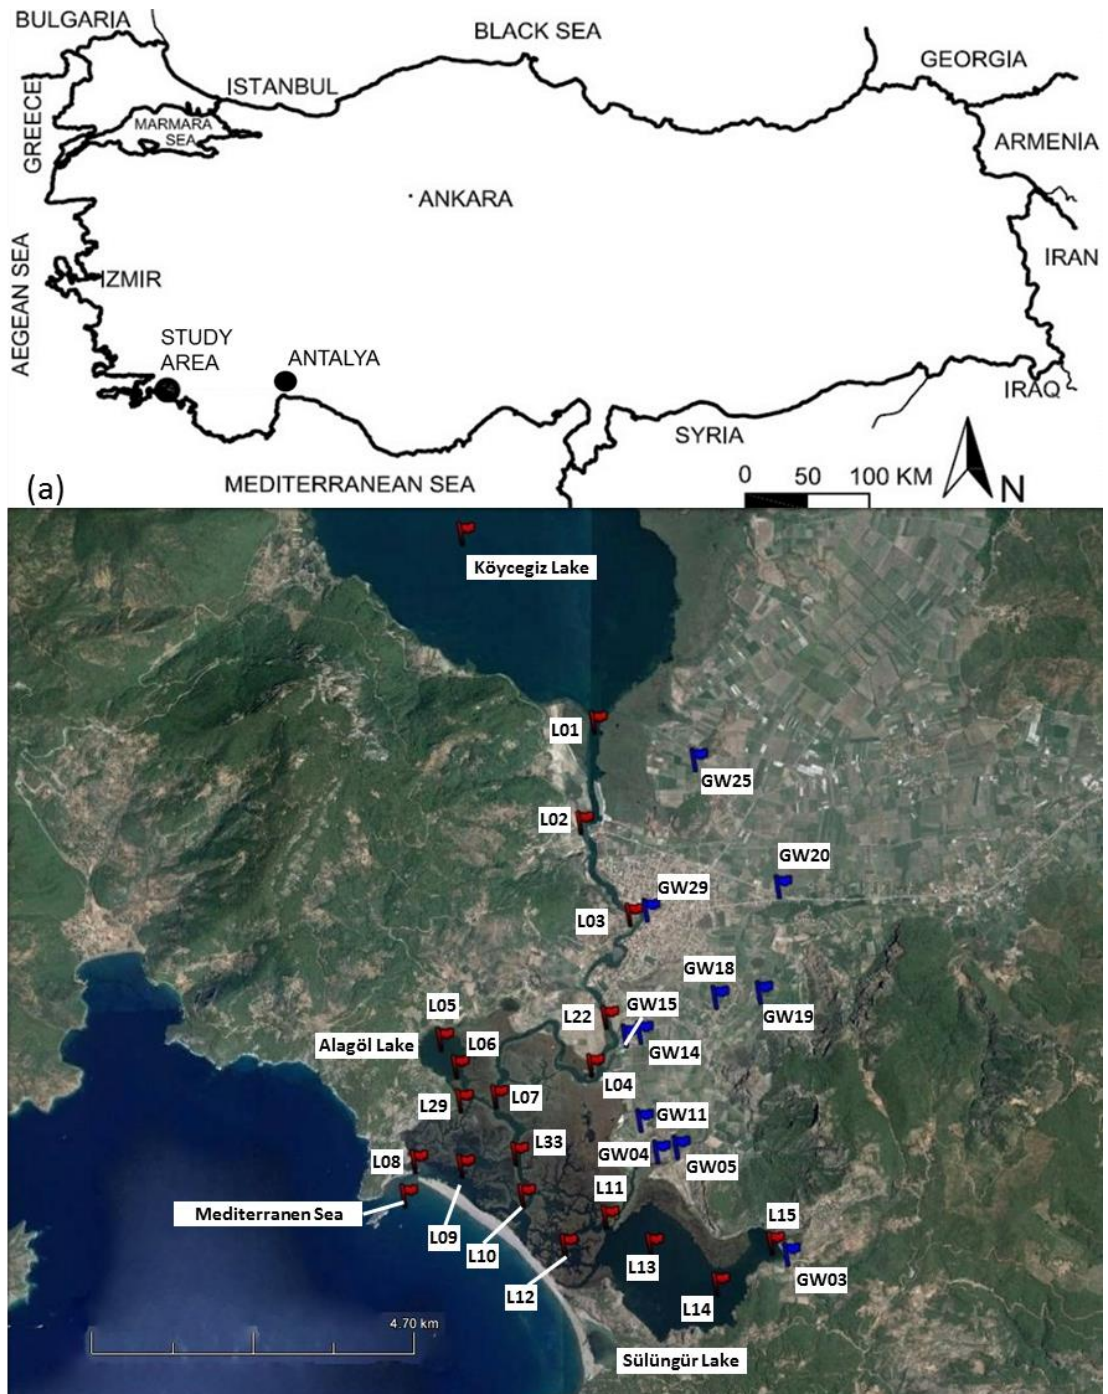 BULGARIA
BLACK SEA
GEORGIA
ISTANBUL
GREECE
MARMARA
SEA
ARMENIA
ANKARA
AEGEAN SEA
IZMIR
IRAN
STUDY
AREA
ANTALYA
IRAQ
SYRIA
0 50 100 KM
MEDITERRANEAN SEA
(a)
N
Köycegiz Lake
L01
GW25
L02
GW20
GW29
L03
GW18
GW19
L22
GW15
L05
Alagöl Lake
L06
GW14
L04
L29
L07
GW11
L33
GW04
GW05
L08
L11
Mediterranen Sea
L09
L10
L15
L13
GW03
L12
L14
4.70 km
Sülüngür Lake